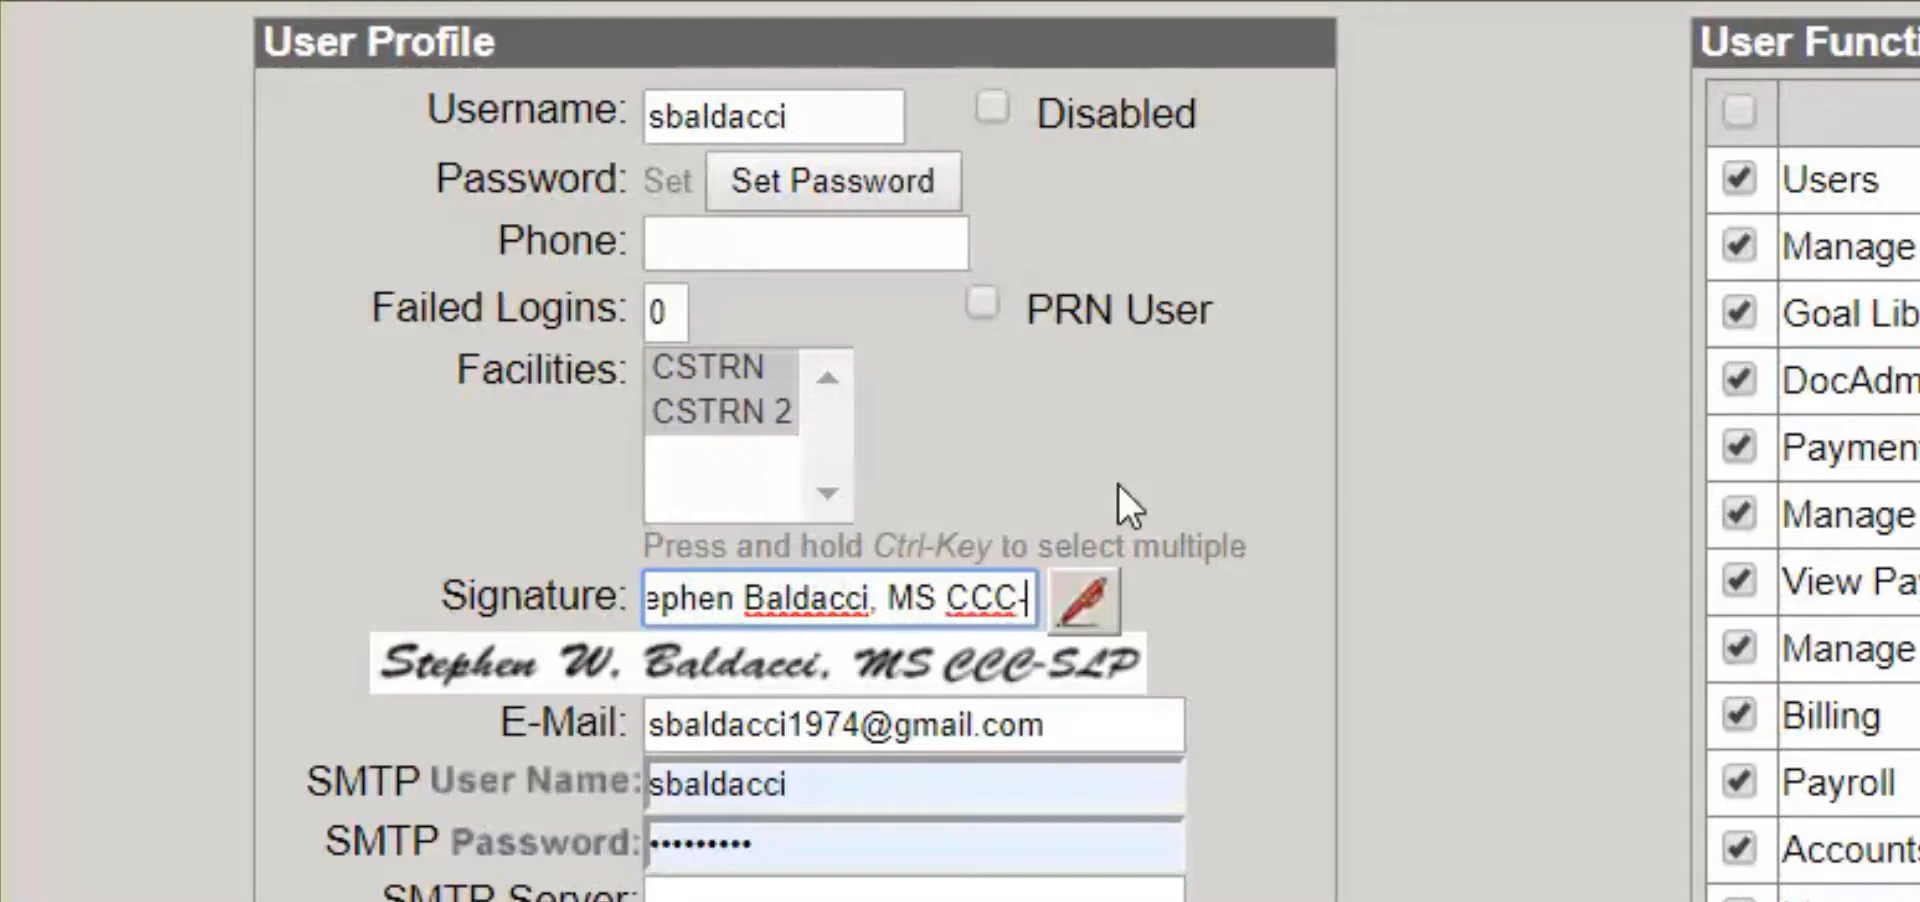 User Profile
Username: sbaldacci Disabled
Password: Set Set Password
Phone:
Failed Logins: 0 PRN User
Facilities: CSTRN
CSTRN 2
Press and hold Ctrl-Key to select multiple
Signature: ephen Baldacci, MS CCC-
Stephen W. Baldacci, MS CCC-SLP
E-Mail: sbaldacci1974@gmail.com
SMTP User Name: sbaldacci
SMTP Password: •••••••••
SMTP Server:
User Functi
Users
Manage
Goal Lib
DocAdm
Payment
Manage
View Pay
Manage
Billing
Payroll
Accounts